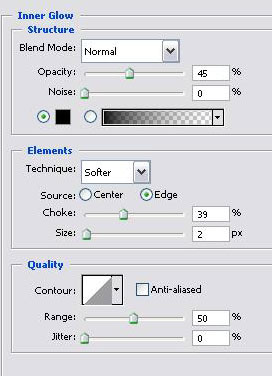 Inner Glow
Structure
Blend Mode: Normal
Opacity: 45 %
Noise: 0 %
Elements
Technique: Softer
Source: Center Edge
Choke: 39 %
Size: 2 px
Quality
Contour: Anti-aliased
Range: 50 %
Jitter: 0 %